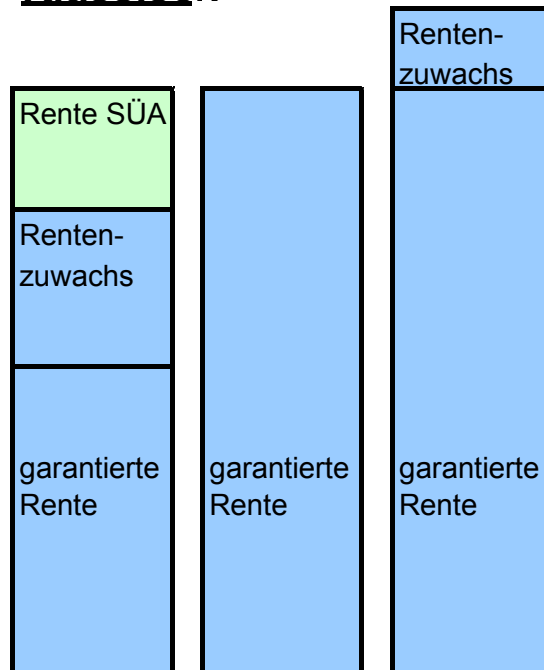 Renten-
zuwachs
Rente SÜA
Renten-
zuwachs
garantierte
Rente
garantierte
Rente
garantierte
Rente